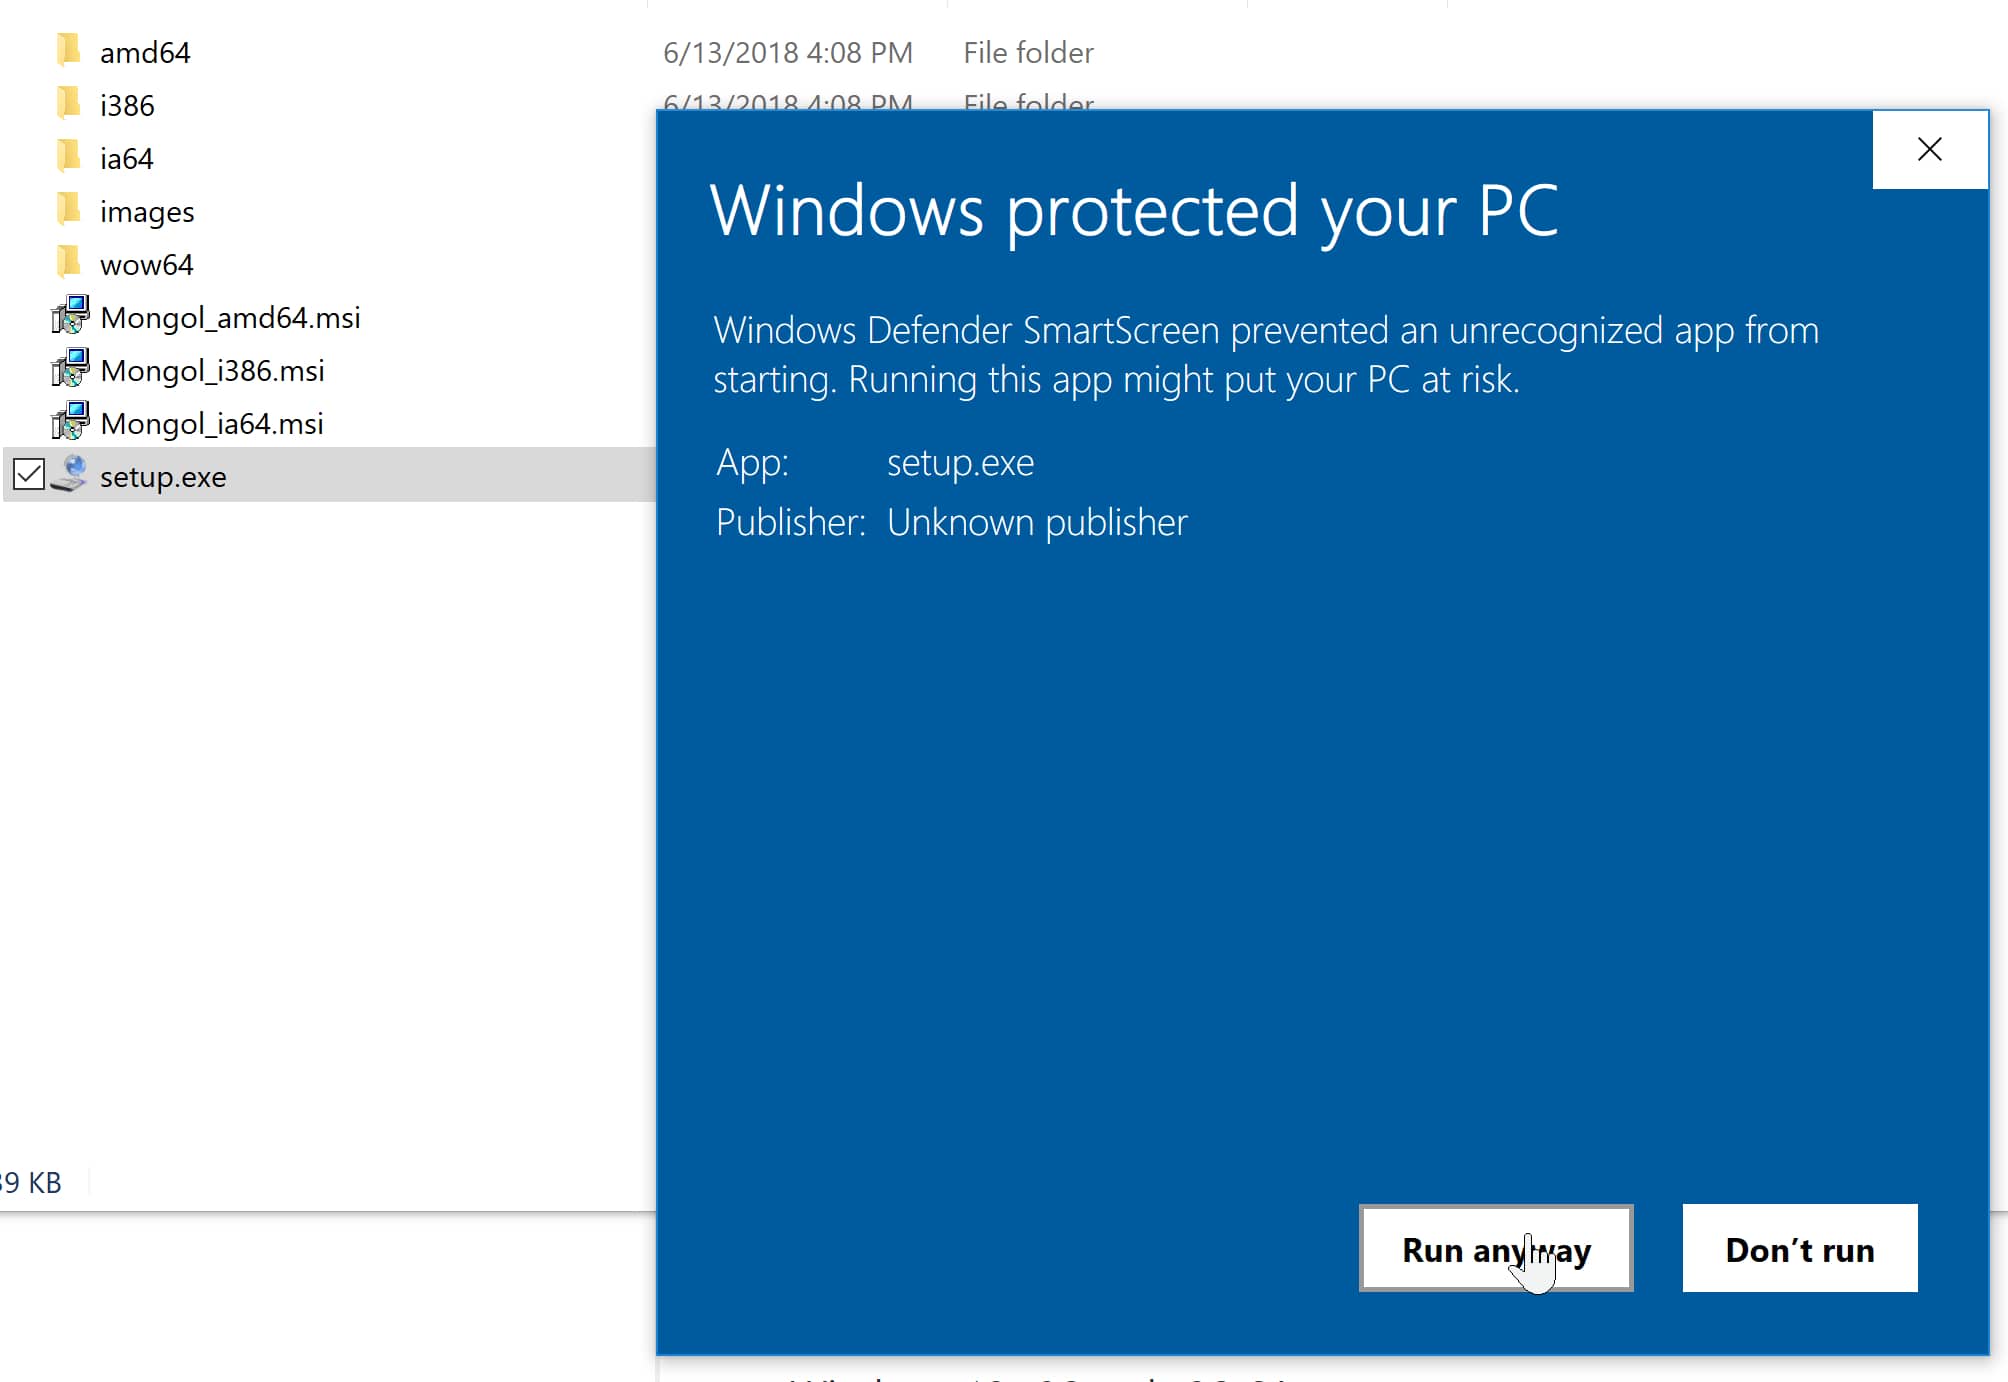 amd64 6/13/2018 4:08 PM File folder
i386 6/13/2018 4:08 PM File folder
ia64
images
wow64
Mongol_amd64.msi
Mongol_i386.msi
Mongol_ia64.msi
setup.exe
Windows protected your PC
Windows Defender SmartScreen prevented an unrecognized app from
starting. Running this app might put your PC at risk.
App: setup.exe
Publisher: Unknown publisher
Run anyway Don’t run
KB